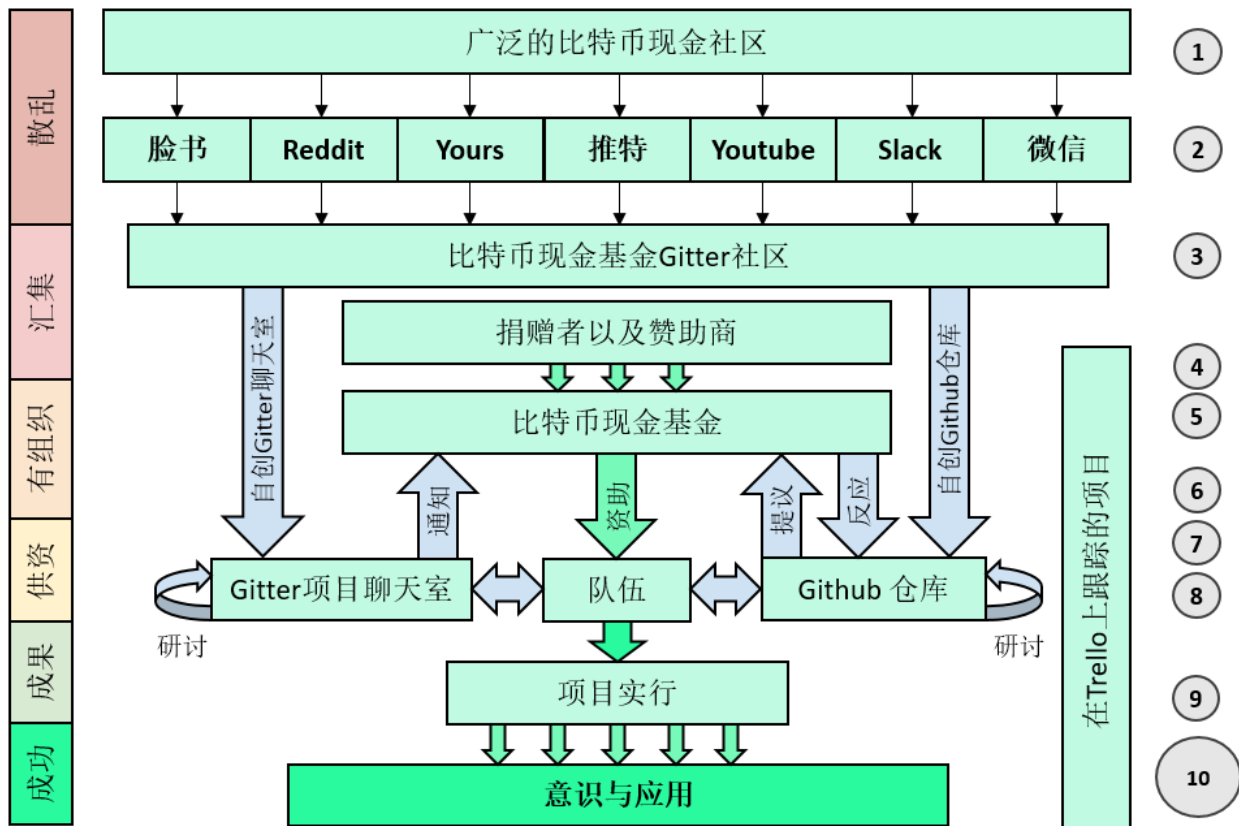 散乱
广泛的比特币现金社区
1
脸书
Reddit
Yours
推特
Youtube
Slack
微信
2
汇集
比特币现金基金Gitter社区
3
自创Gitter聊天室
捐赠者以及赞助商
自创Github仓库
4
有组织
比特币现金基金
5
通知
资助
提议
反应
6
在Trello上跟踪的项目
7
供资
Gitter项目聊天室
队伍
Github 仓库
8
研讨
研讨
成果
项目实行
9
成功
意识与应用
10